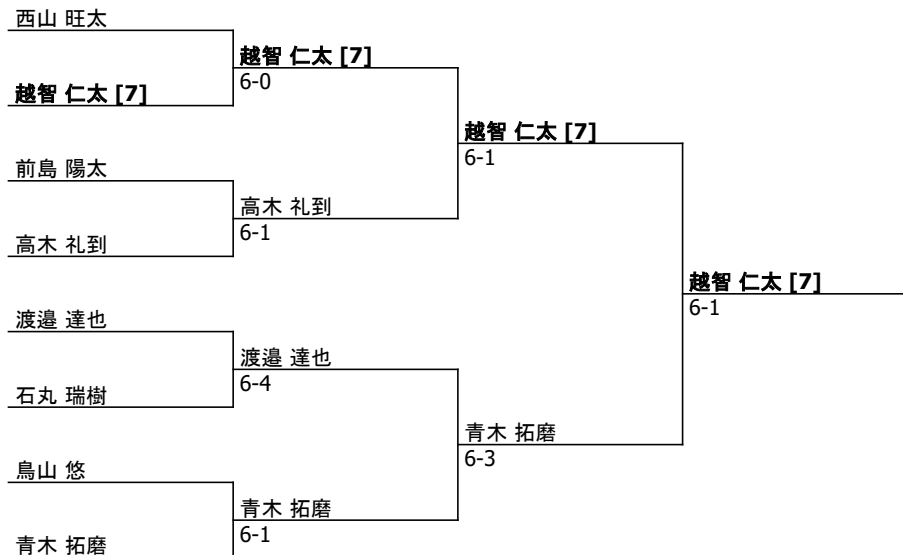 西山 旺太
越智 仁太 [7]
6-0
越智 仁太 [7]
越智 仁太 [7]
6-1
前島 陽太
高木 礼到
6-1
高木 礼到
越智 仁太 [7]
6-1
渡邉 達也
渡邉 達也
6-4
石丸 瑞樹
青木 拓磨
6-3
鳥山 悠
青木 拓磨
6-1
青木 拓磨